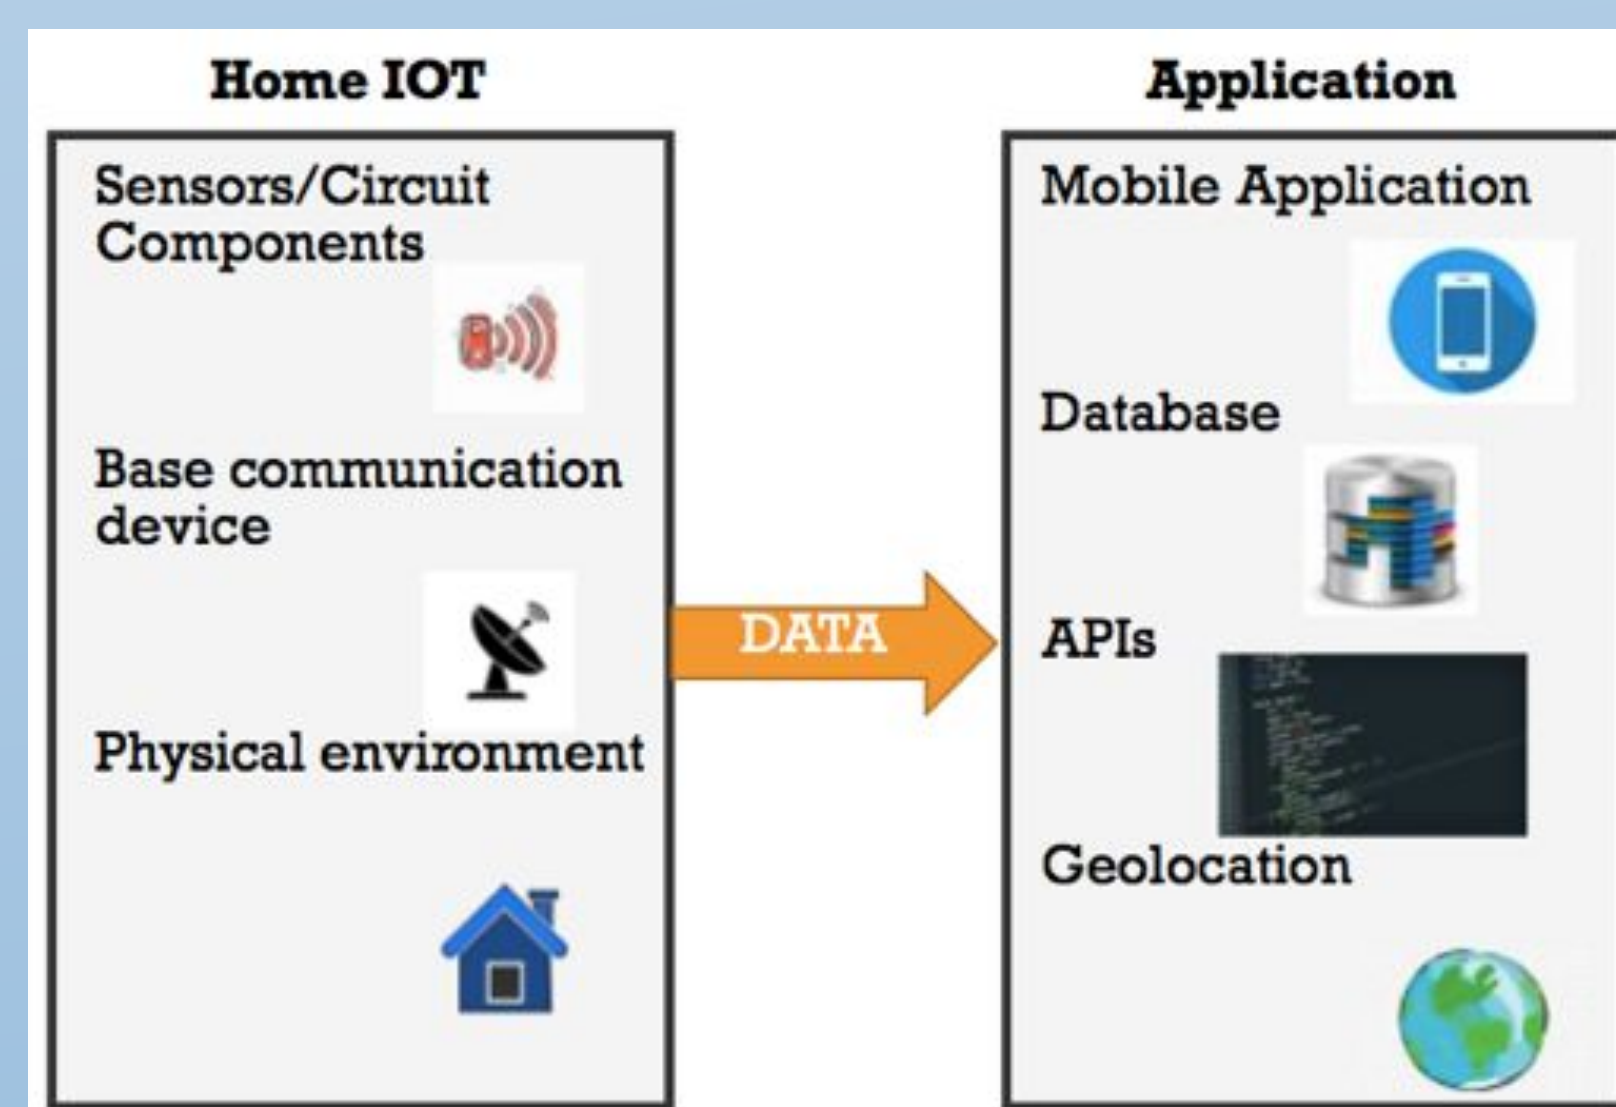 Home IOT
Sensors/Circuit
Components
Base communication
device
Physical environment
DATA
Application
Mobile Application
Database
APIs
Geolocation